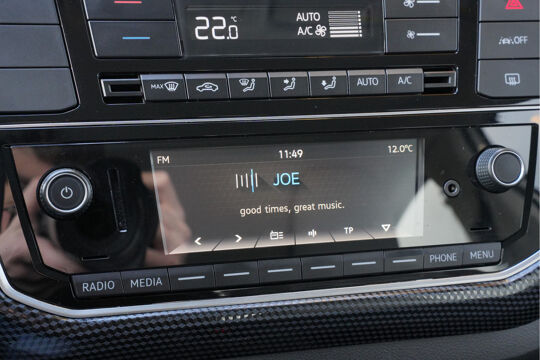 22.0 °C
AUTO
A/C
OFF
MAX
AUTO
A/C
FM 11:49 12.0°C
JOE
good times, great music.
TP
RADIO MEDIA PHONE MENU